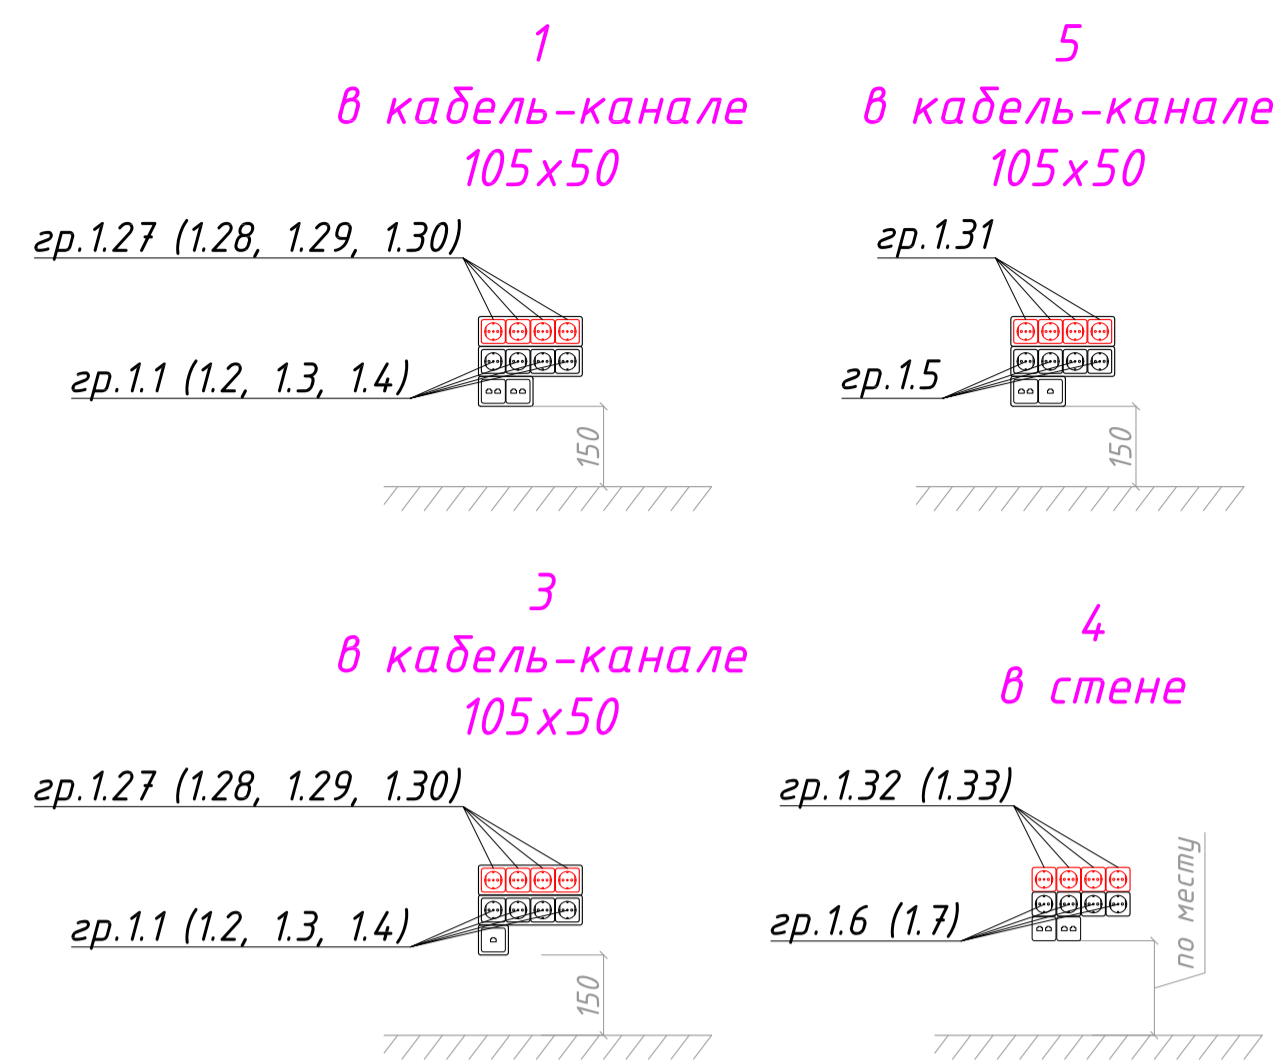 1
в кабель-канале
105х50
гр.1.27 (1.28, 1.29, 1.30)
гр.1.1 (1.2, 1.3, 1.4)
150
5
в кабель-канале
105х50
гр.1.31
гр.1.5
150
3
в кабель-канале
105х50
гр.1.27 (1.28, 1.29, 1.30)
гр.1.1 (1.2, 1.3, 1.4)
150
4
в стене
гр.1.32 (1.33)
гр.1.6 (1.7)
по месту